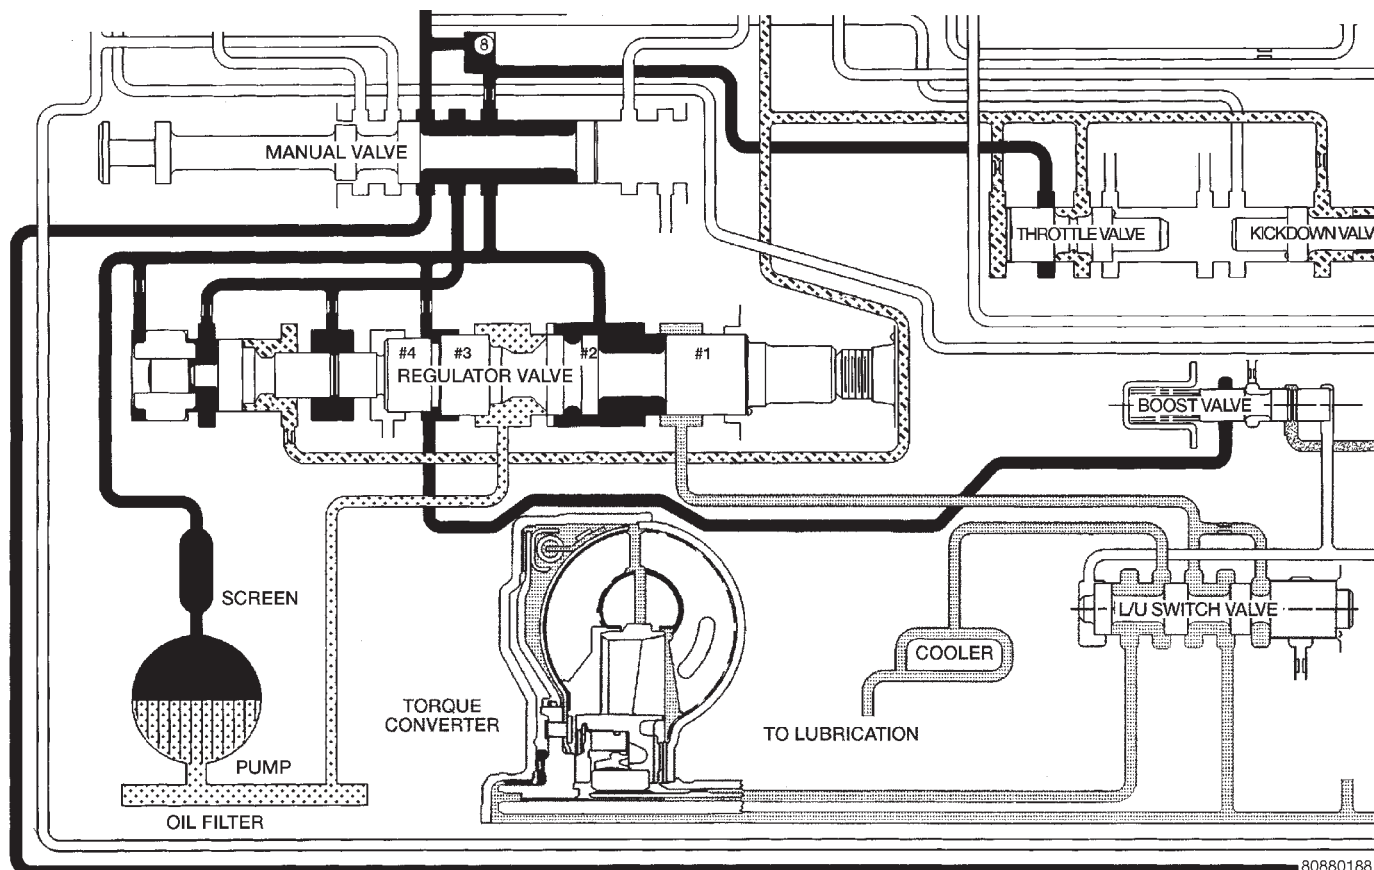 8
MANUAL VALVE
THROTTLE VALVE
KICKDOWN VALV
#4
#3
#2
#1
REGULATOR VALVE
BOOST VALVE
SCREEN
L/U SWITCH VALVE
COOLER
TORQUE
CONVERTER
TO LUBRICATION
PUMP
OIL FILTER
80880188